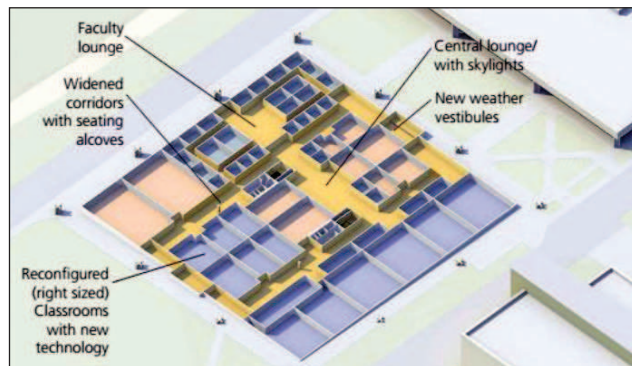 Faculty
lounge
Central lounge/
with skylights
Widened
corridors
with seating
alcoves
New weather
vestibules
Reconfigured
(right sized)
Classrooms
with new
technology